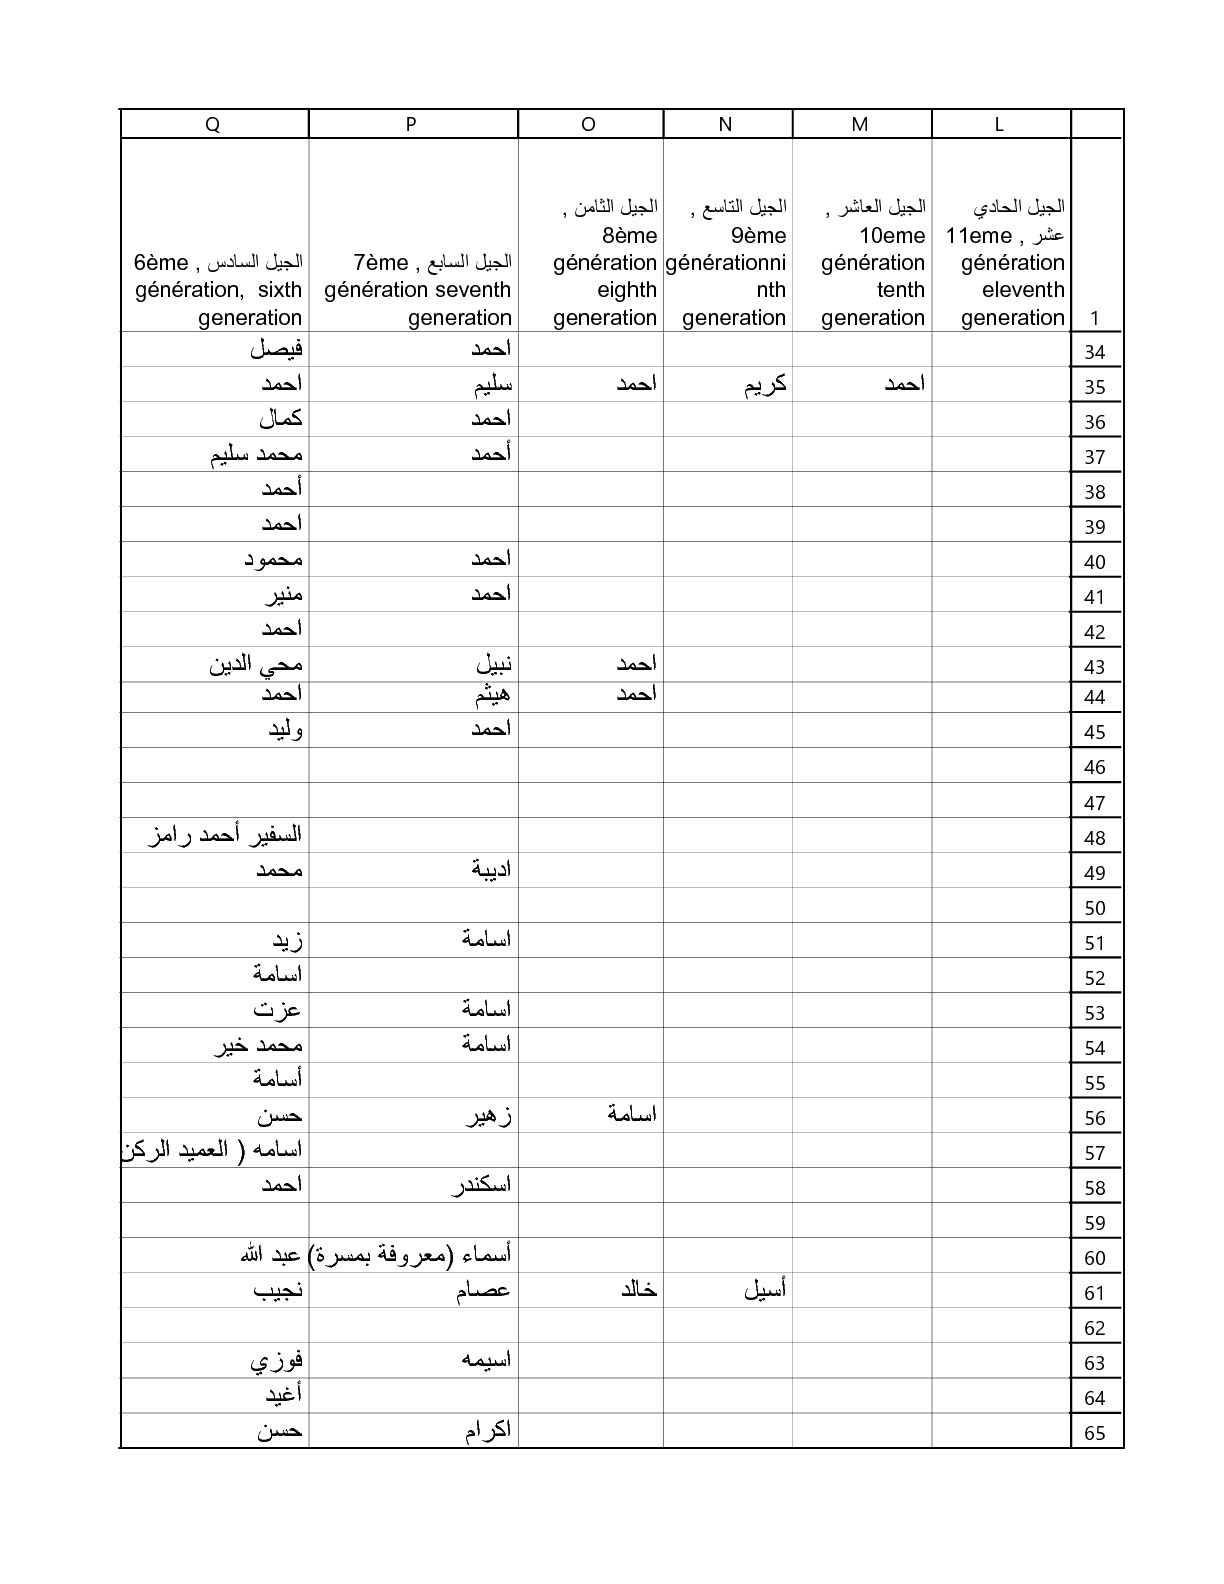 L M N O P Q
الجيل الحادي
عشر , 11eme
génération
eleventh
generation
الجيل العاشر ,
10eme
génération
tenth
generation
الجيل التاسع ,
9ème
générationni
nth
generation
الجيل الثامن ,
8ème
génération
eighth
generation
الجيل السابع , 7ème
génération seventh
generation
الجيل السادس , 6ème
génération, sixth
generation
1
34 احمد فيصل
35 احمد كريم احمد سليم احمد
36 احمد كمال
37 أحمد محمد سليم
38 أحمد
39 احمد
40 احمد محمود
41 احمد منير
42 احمد
43 احمد نبيل محي الدين
44 احمد هيثم احمد
45 احمد وليد
46
47
48 السفير أحمد رامز
49 اديبة محمد
50
51 اسامة زيد
52 اسامة
53 اسامة عزت
54 اسامة محمد خير
55 أسامة
56 اسامة زهير حسن
57 اسامه ( العميد الركن
58 اسكندر احمد
59
60 أسماء (معروفة بمسرة) عبد الله
61 أسيل خالد عصام نجيب
62
63 اسيمه فوزي
64 أغيد
65 اكرام حسن